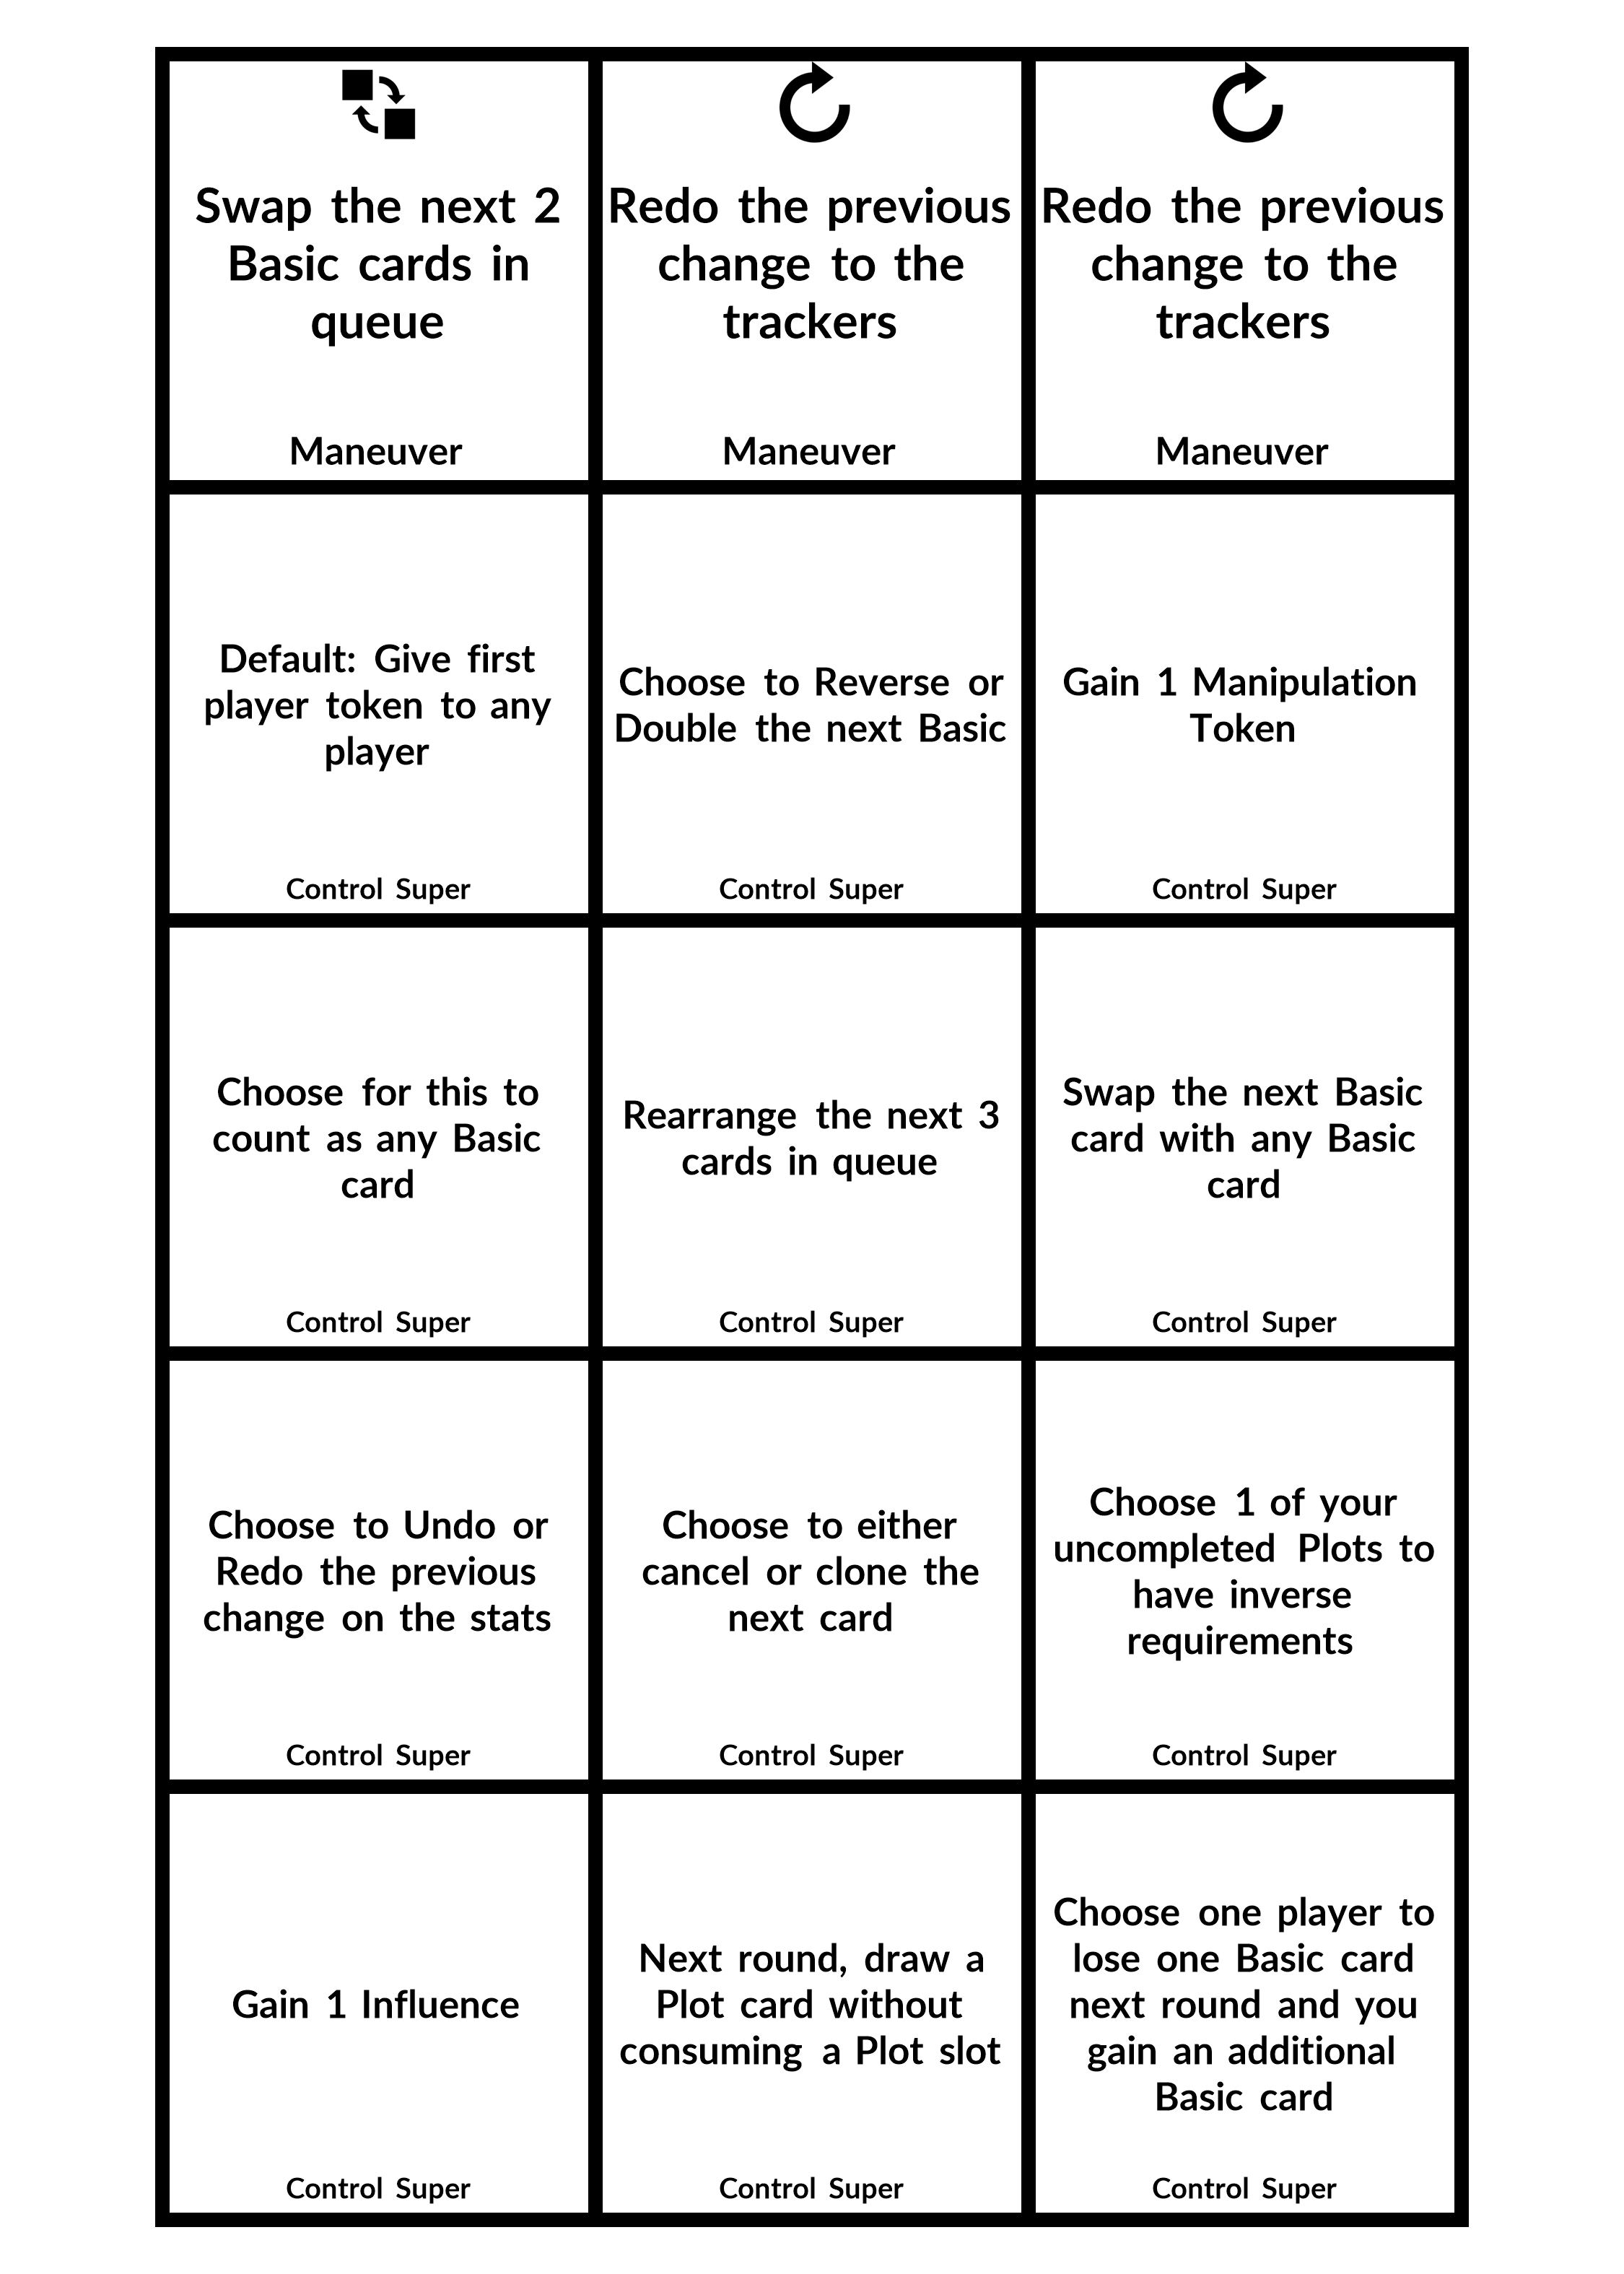 Swap the next 2
Basic cards in
queue
Maneuver
Redo the previous
change to the
trackers
Maneuver
Redo the previous
change to the
trackers
Maneuver
Default: Give first
player token to any
player
Control Super
Choose to Reverse or
Double the next Basic
Control Super
Gain 1 Manipulation
Token
Control Super
Choose for this to
count as any Basic
card
Control Super
Rearrange the next 3
cards in queue
Control Super
Swap the next Basic
card with any Basic
card
Control Super
Choose to Undo or
Redo the previous
change on the stats
Control Super
Choose to either
cancel or clone the
next card
Control Super
Choose 1 of your
uncompleted Plots to
have inverse
requirements
Control Super
Gain 1 Influence
Control Super
Next round, draw a
Plot card without
consuming a Plot slot
Control Super
Choose one player to
lose one Basic card
next round and you
gain an additional
Basic card
Control Super